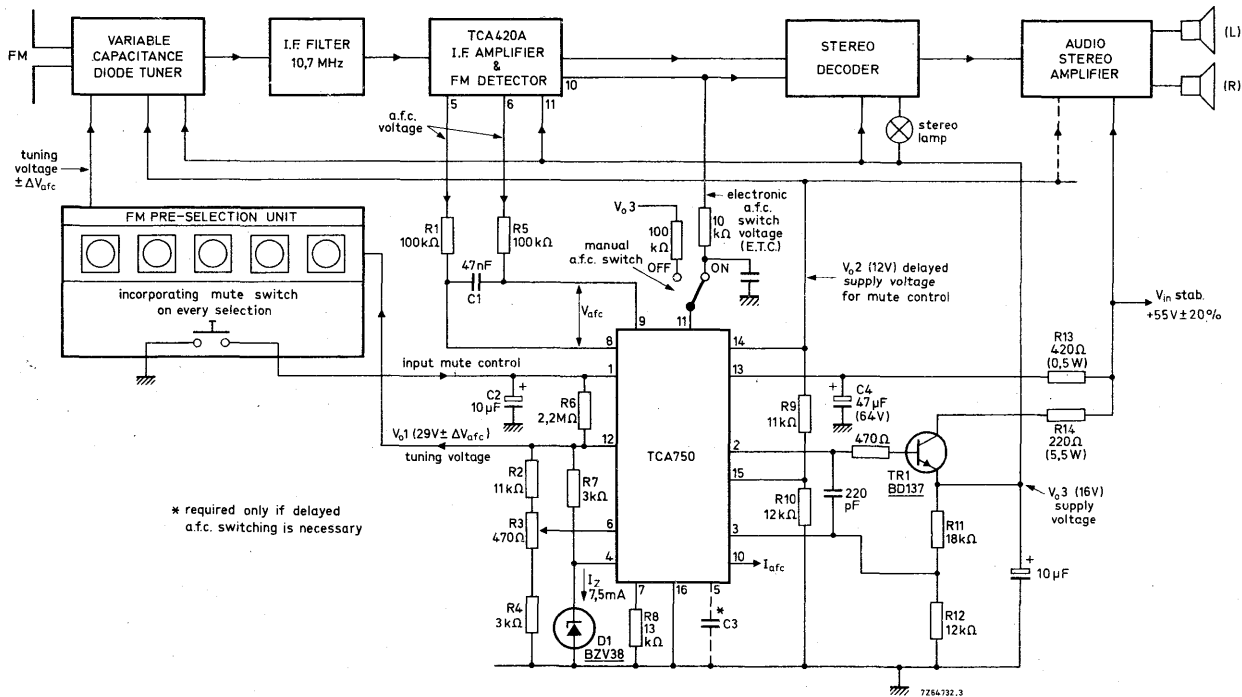 FM
VARIABLE
CAPACITANCE
DIODE TUNER
I.F. FILTER
10,7 MHz
TCA420A
I.F. AMPLIFIER
&
FM DETECTOR
5
6
11
10
STEREO
DECODER
AUDIO
STEREO
AMPLIFIER
(L)
(R)
a.f.c.
voltage
stereo
lamp
tuning
voltage
± ΔVafc
FM PRE-SELECTION UNIT
incorporating mute switch
on every selection
R1
100kΩ
R5
100kΩ
47nF
C1
Vafc
Vo3
100
kΩ
10
kΩ
electronic
a.f.c.
switch
voltage
(E.T.C.)
manual
a.f.c. switch
OFF
ON
Vo2 (12V) delayed
supply voltage
for mute control
Vin stab.
+55V ± 20%
9
11
8
14
input mute control
1
13
+
C2
10µF
R6
2,2MΩ
+
C4
47µF
(64V)
R13
420Ω
(0,5W)
R14
220Ω
(5,5W)
Vo1 (29V ± ΔVafc)
tuning voltage
12
TCA750
R9
11kΩ
2
470Ω
TR1
BD137
R2
11kΩ
R7
3kΩ
15
R10
12kΩ
220
pF
Vo3 (16V)
supply
voltage
* required only if delayed
a.f.c. switching is necessary
R3
470Ω
6
4
3
10
Iafc
R11
18kΩ
+
10µF
IZ
7,5mA
7
16
5
R4
3kΩ
D1
BZV38
R8
13
kΩ
*
C3
R12
12kΩ
7Z64732.3